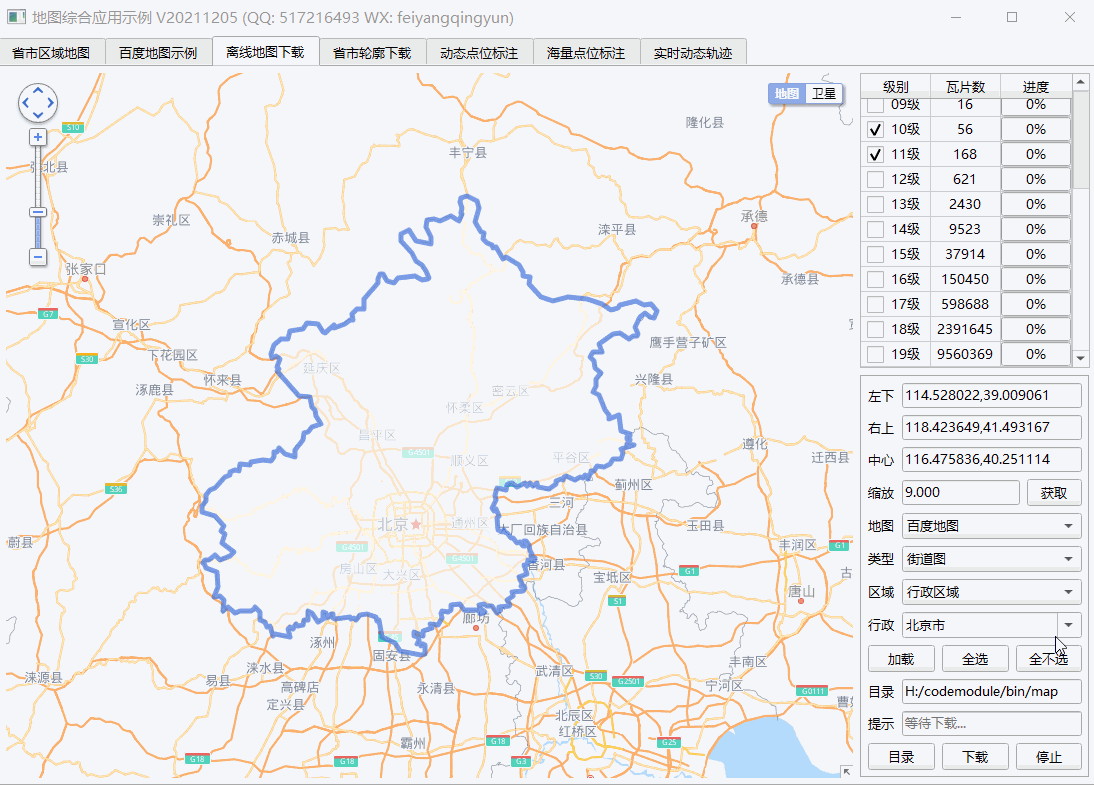 地图综合应用示例 V20211205 (QQ: 517216493 WX: feiyangqingyun)
省市区域地图 百度地图示例 离线地图下载 省市轮廓下载 动态点位标注 海量点位标注 实时动态轨迹
地图 卫星
S10
隆化县
丰宁县
张北县
承德
崇礼区
滦平县
赤城县
张家口
承德县
G7
宣化区
鹰手营子矿区
S30
下花园区
延庆区
怀来县
兴隆县
涿鹿县
密云区
怀柔区
昌平区
遵化
G4501
顺义区
平谷区
迁西县
S36
蓟州区
三河
北京
通州区
大厂回族自治县
玉田县
蔚县
G4501
丰润区
G1
G4501
香河县
房山区
大兴区
G1
宝坻区
古
唐山
S1
廊坊
涿州
固安县
丰南区
涞水县
武清区
涞源县
易县
S30
G2501
高碑店
永清县
宁河区
G0111
定兴县
曹
北辰区
红桥区
霸州
G18
G25
G18
G18
G3
级别 瓦片数 进度
09级 16 0%
10级 56 0%
11级 168 0%
12级 621 0%
13级 2430 0%
14级 9523 0%
15级 37914 0%
16级 150450 0%
17级 598688 0%
18级 2391645 0%
19级 9560369 0%
左下 114.528022,39.009061
右上 118.423649,41.493167
中心 116.475836,40.251114
缩放 9.000 获取
地图 百度地图
类型 街道图
区域 行政区域
行政 北京市
加载 全选 全不选
目录 H:/codemodule/bin/map
提示 等待下载...
目录 下载 停止